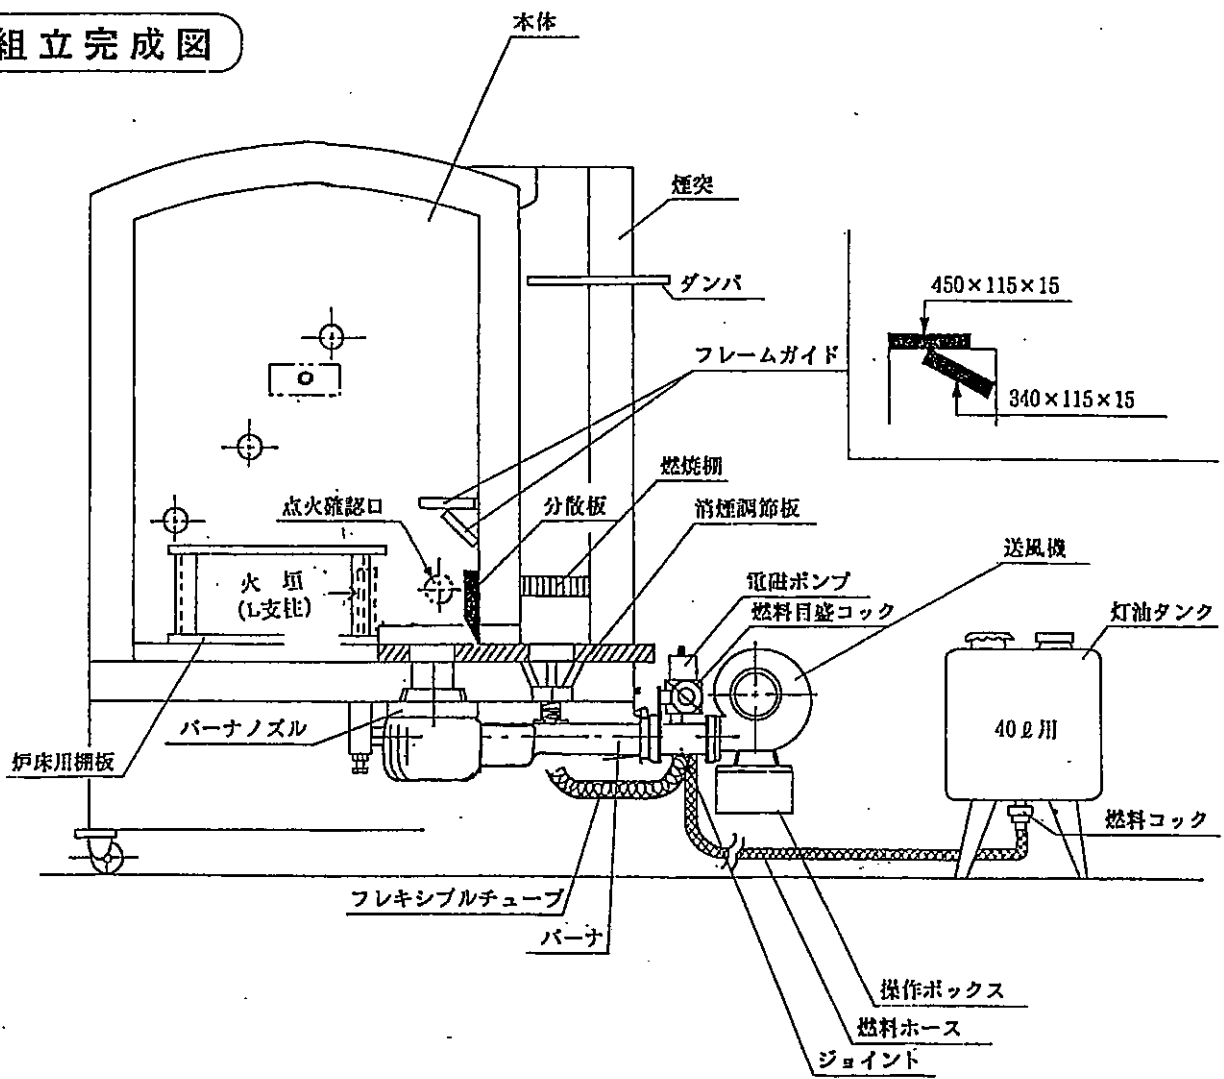 組立完成図
本体
煙突
ダンパ
450×115×15
フレームガイド
340×115×15
燃焼棚
点火確認口
分散板
消煙調節板
送風機
電磁ポンプ
火垣
(L支柱)
燃料目盛コック
灯油タンク
バーナノズル
40ℓ用
炉床用棚板
燃料コック
フレキシブルチューブ
バーナ
操作ボックス
燃料ホース
ジョイント